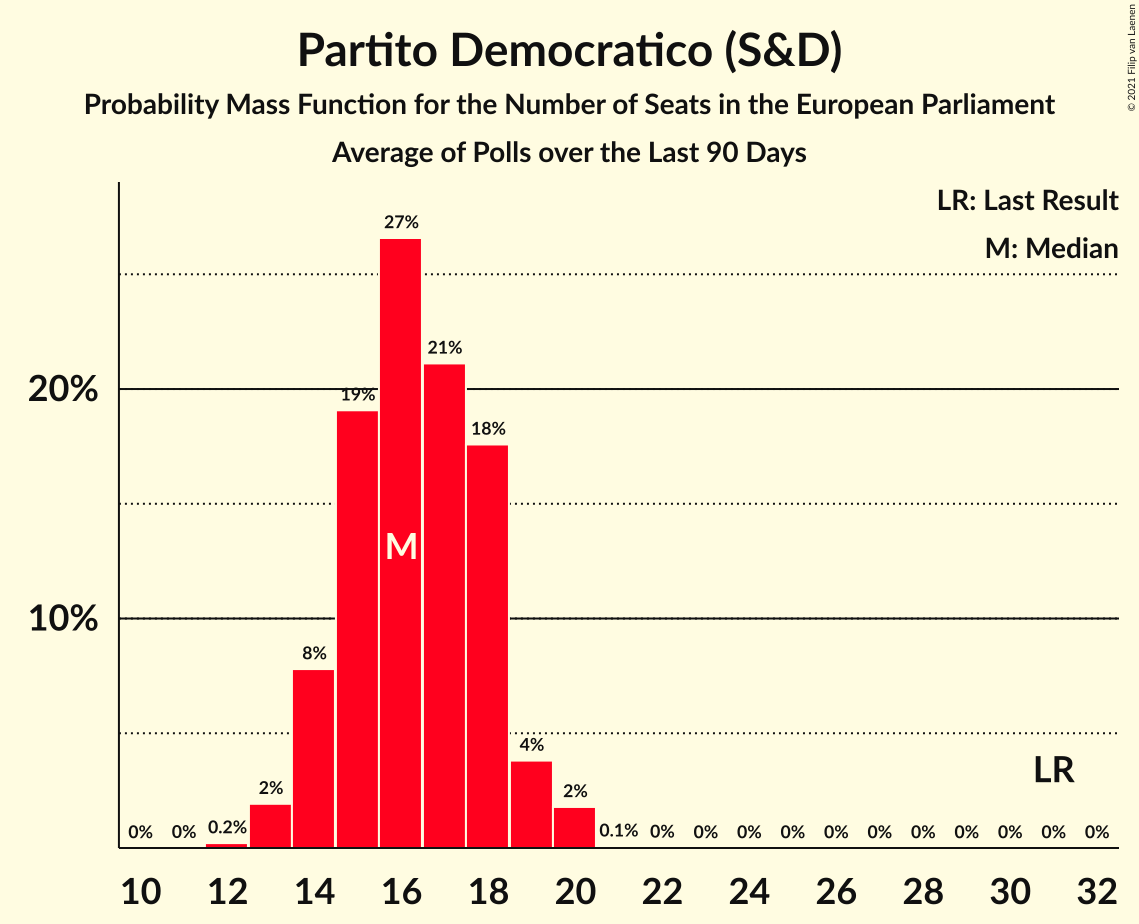 Partito Democratico (S&D)
Probability Mass Function for the Number of Seats in the European Parliament
Average of Polls over the Last 90 Days
© 2021 Filip van Laenen
LR: Last Result
M: Median
27%
21%
20%
19%
18%
M
10%
8%
4%
LR
2%
2%
0% 0% 0.2% 0.1% 0% 0% 0% 0% 0% 0% 0% 0% 0% 0% 0%
10 12 14 16 18 20 22 24 26 28 30 32